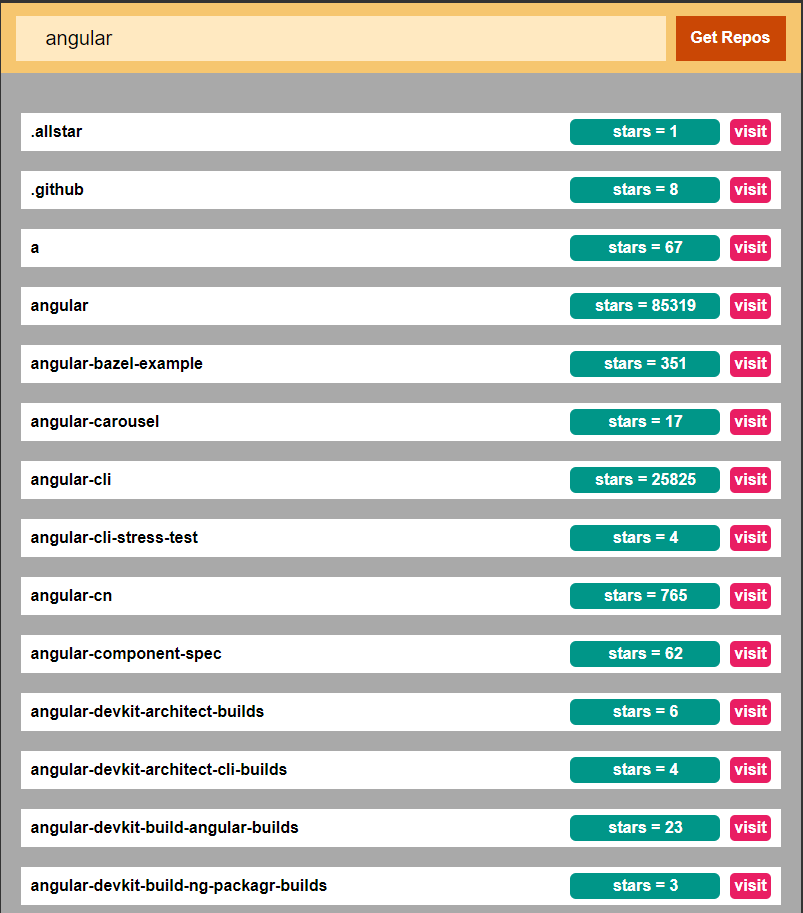 angular Get Repos
.allstar stars = 1 visit
.github stars = 8 visit
a stars = 67 visit
angular stars = 85319 visit
angular-bazel-example stars = 351 visit
angular-carousel stars = 17 visit
angular-cli stars = 25825 visit
angular-cli-stress-test stars = 4 visit
angular-cn stars = 765 visit
angular-component-spec stars = 62 visit
angular-devkit-architect-builds stars = 6 visit
angular-devkit-architect-cli-builds stars = 4 visit
angular-devkit-build-angular-builds stars = 23 visit
angular-devkit-build-ng-packagr-builds stars = 3 visit